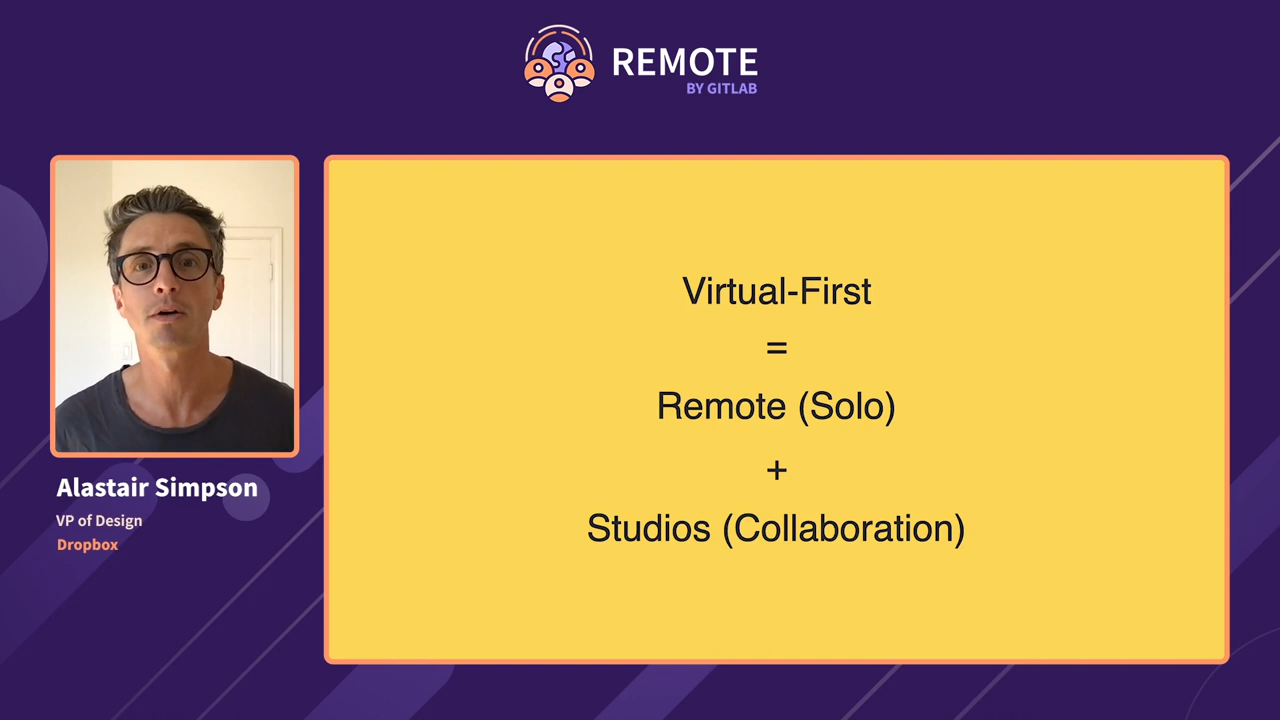 REMOTE
BY GITLAB
Virtual-First
=
Remote (Solo)
+
Studios (Collaboration)
Alastair Simpson
VP of Design
Dropbox